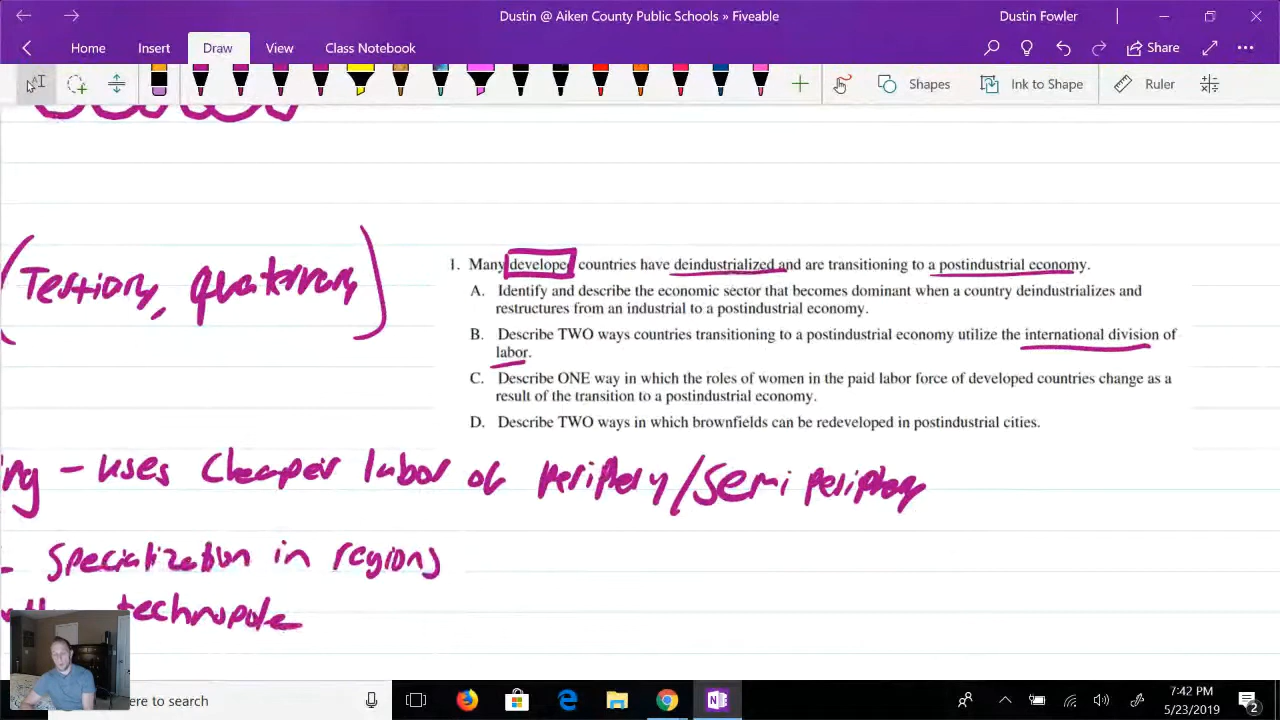 Dustin @ Aiken County Public Schools » Fiveable
Dustin Fowler
Home Insert Draw View Class Notebook
Share
Shapes Ink to Shape Ruler
(Tertiary, quaternary)
1. Many developed countries have deindustrialized and are transitioning to a postindustrial economy.
A. Identify and describe the economic sector that becomes dominant when a country deindustrializes and
restructures from an industrial to a postindustrial economy.
B. Describe TWO ways countries transitioning to a postindustrial economy utilize the international division of
labor.
C. Describe ONE way in which the roles of women in the paid labor force of developed countries change as a
result of the transition to a postindustrial economy.
D. Describe TWO ways in which brownfields can be redeveloped in postindustrial cities.
ing - uses cheaper labor of periphery/semi periphery
specialization in regions
technopole
ere to search
7:42 PM
5/23/2019
2